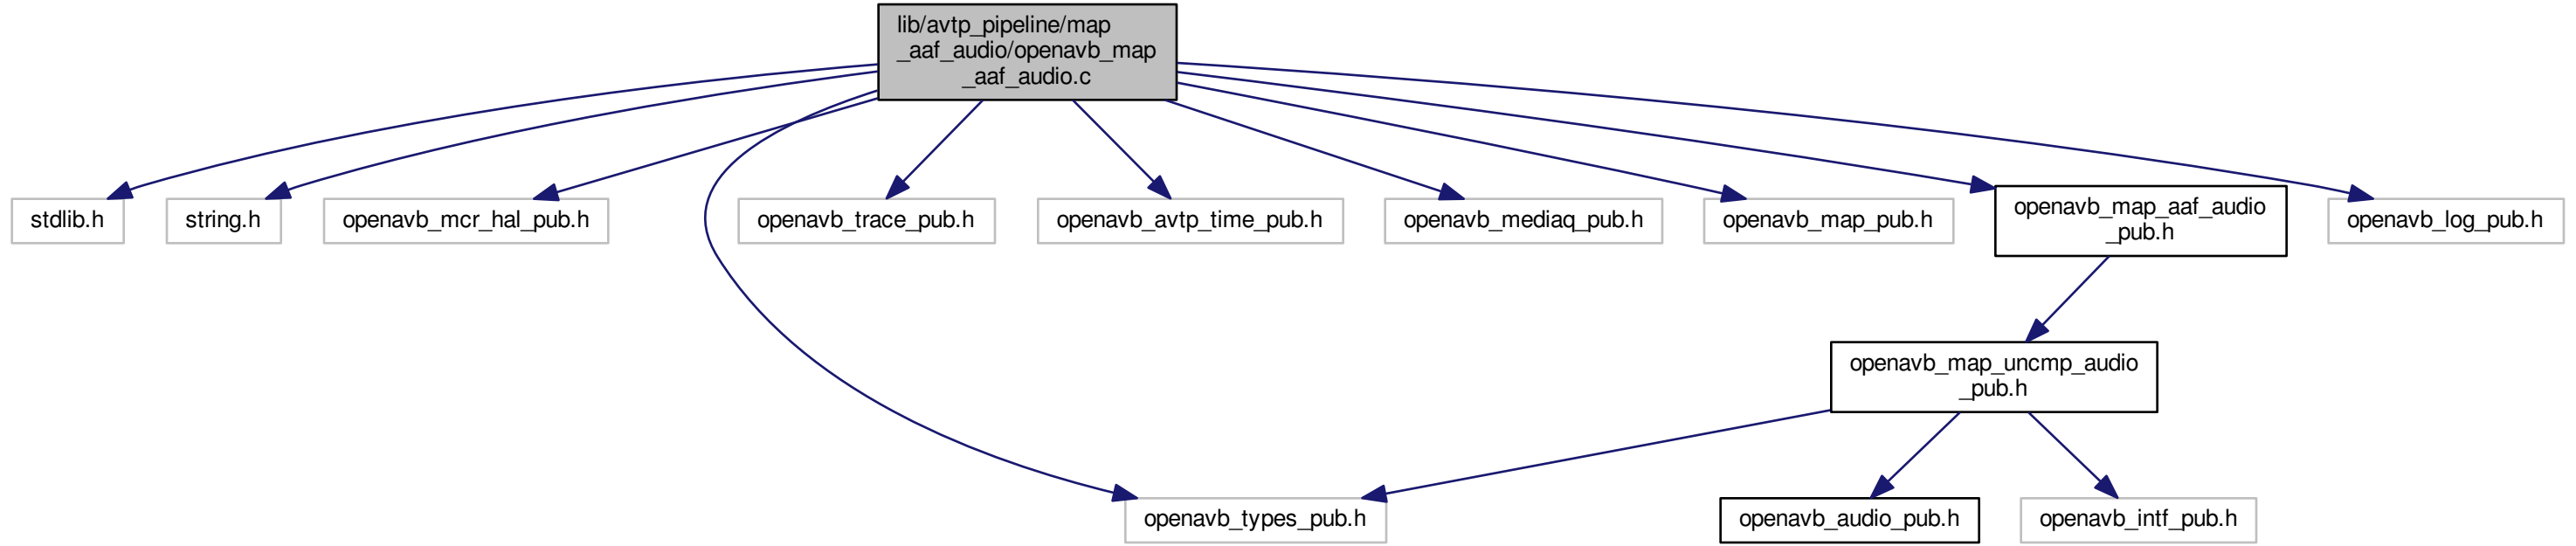 lib/avtp_pipeline/map
_aaf_audio/openavb_map
_aaf_audio.c
stdlib.h
string.h
openavb_mcr_hal_pub.h
openavb_trace_pub.h
openavb_avtp_time_pub.h
openavb_mediaq_pub.h
openavb_map_pub.h
openavb_map_aaf_audio
_pub.h
openavb_log_pub.h
openavb_map_uncmp_audio
_pub.h
openavb_types_pub.h
openavb_audio_pub.h
openavb_intf_pub.h